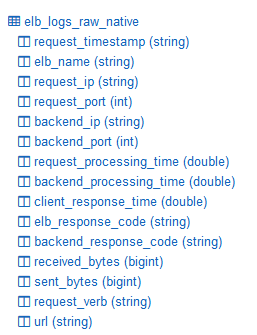 elb_logs_raw_native
request_timestamp (string)
elb_name (string)
request_ip (string)
request_port (int)
backend_ip (string)
backend_port (int)
request_processing_time (double)
backend_processing_time (double)
client_response_time (double)
elb_response_code (string)
backend_response_code (string)
received_bytes (bigint)
sent_bytes (bigint)
request_verb (string)
url (string)